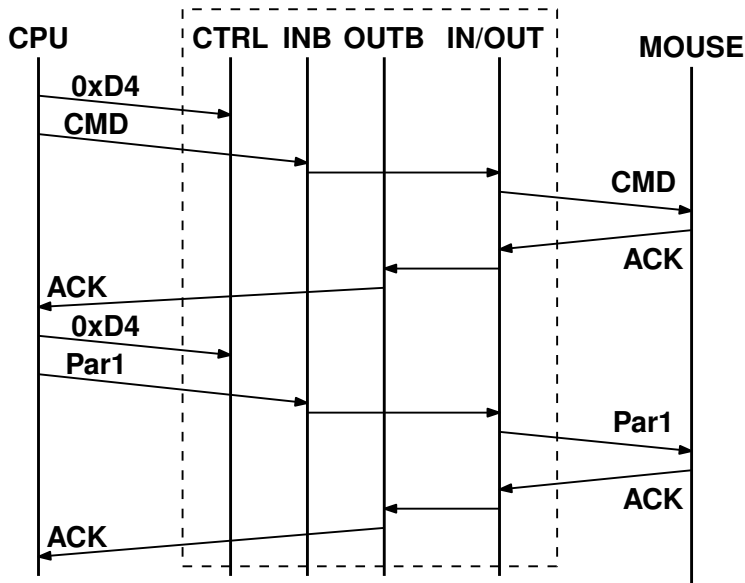 CPU CTRL INB OUTB IN/OUT MOUSE
0xD4
CMD
CMD
ACK
ACK
0xD4
Par1
Par1
ACK
ACK